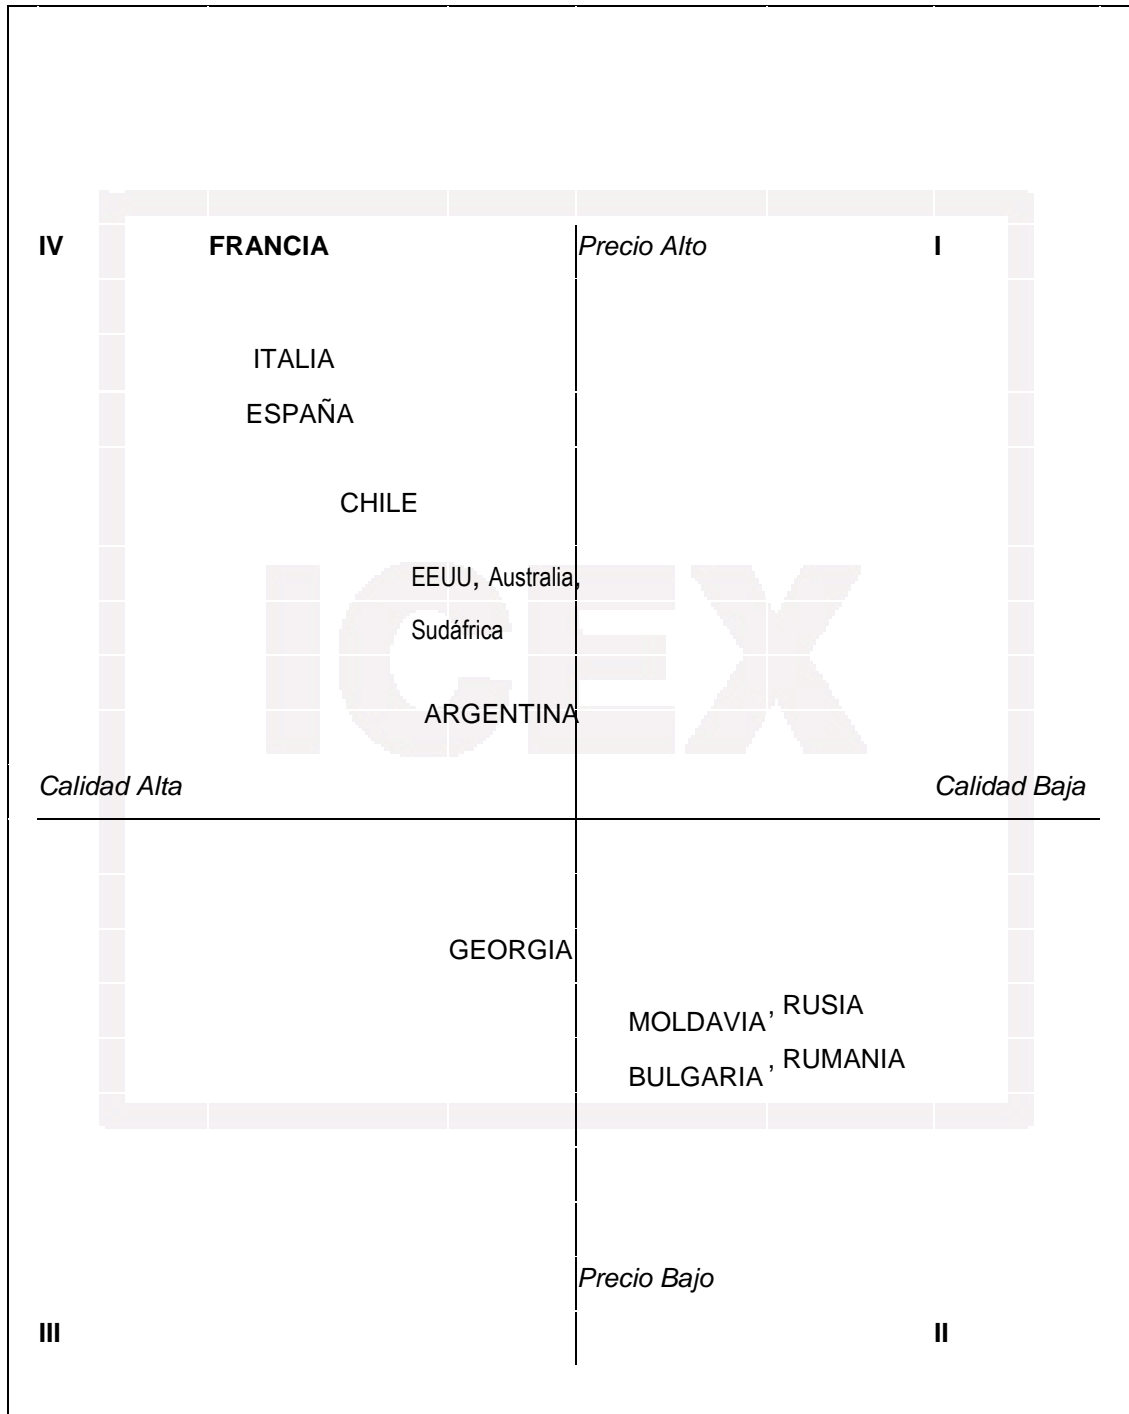 IV FRANCIA Precio Alto I
ITALIA
ESPAÑA
CHILE
ICEX
EEUU, Australia,
Sudáfrica
ARGENTINA
Calidad Alta Calidad Baja
GEORGIA
MOLDAVIA, RUSIA
BULGARIA, RUMANIA
Precio Bajo
III II